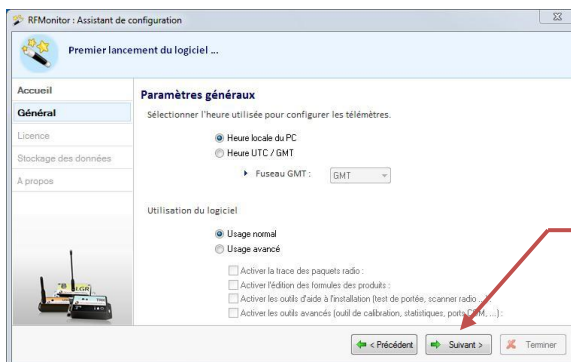 RFMonitor : Assistant de configuration
Premier lancement du logiciel ...
Accueil
Général
Licence
Stockage des données
A propos
Paramètres généraux
Sélectionner l'heure utilisée pour configurer les télémètres.
Heure locale du PC
Heure UTC / GMT
Fuseau GMT :
GMT
Utilisation du logiciel
Usage normal
Usage avancé
Activer la trace des paquets radio :
Activer l'édition des formules des produits :
Activer les outils d'aide à l'installation (test de portée, scanner radio ...)
Activer les outils avancés (outil de calibration, statistiques, ports COM, ...) :
LGR
< Précédent
Suivant >
Terminer